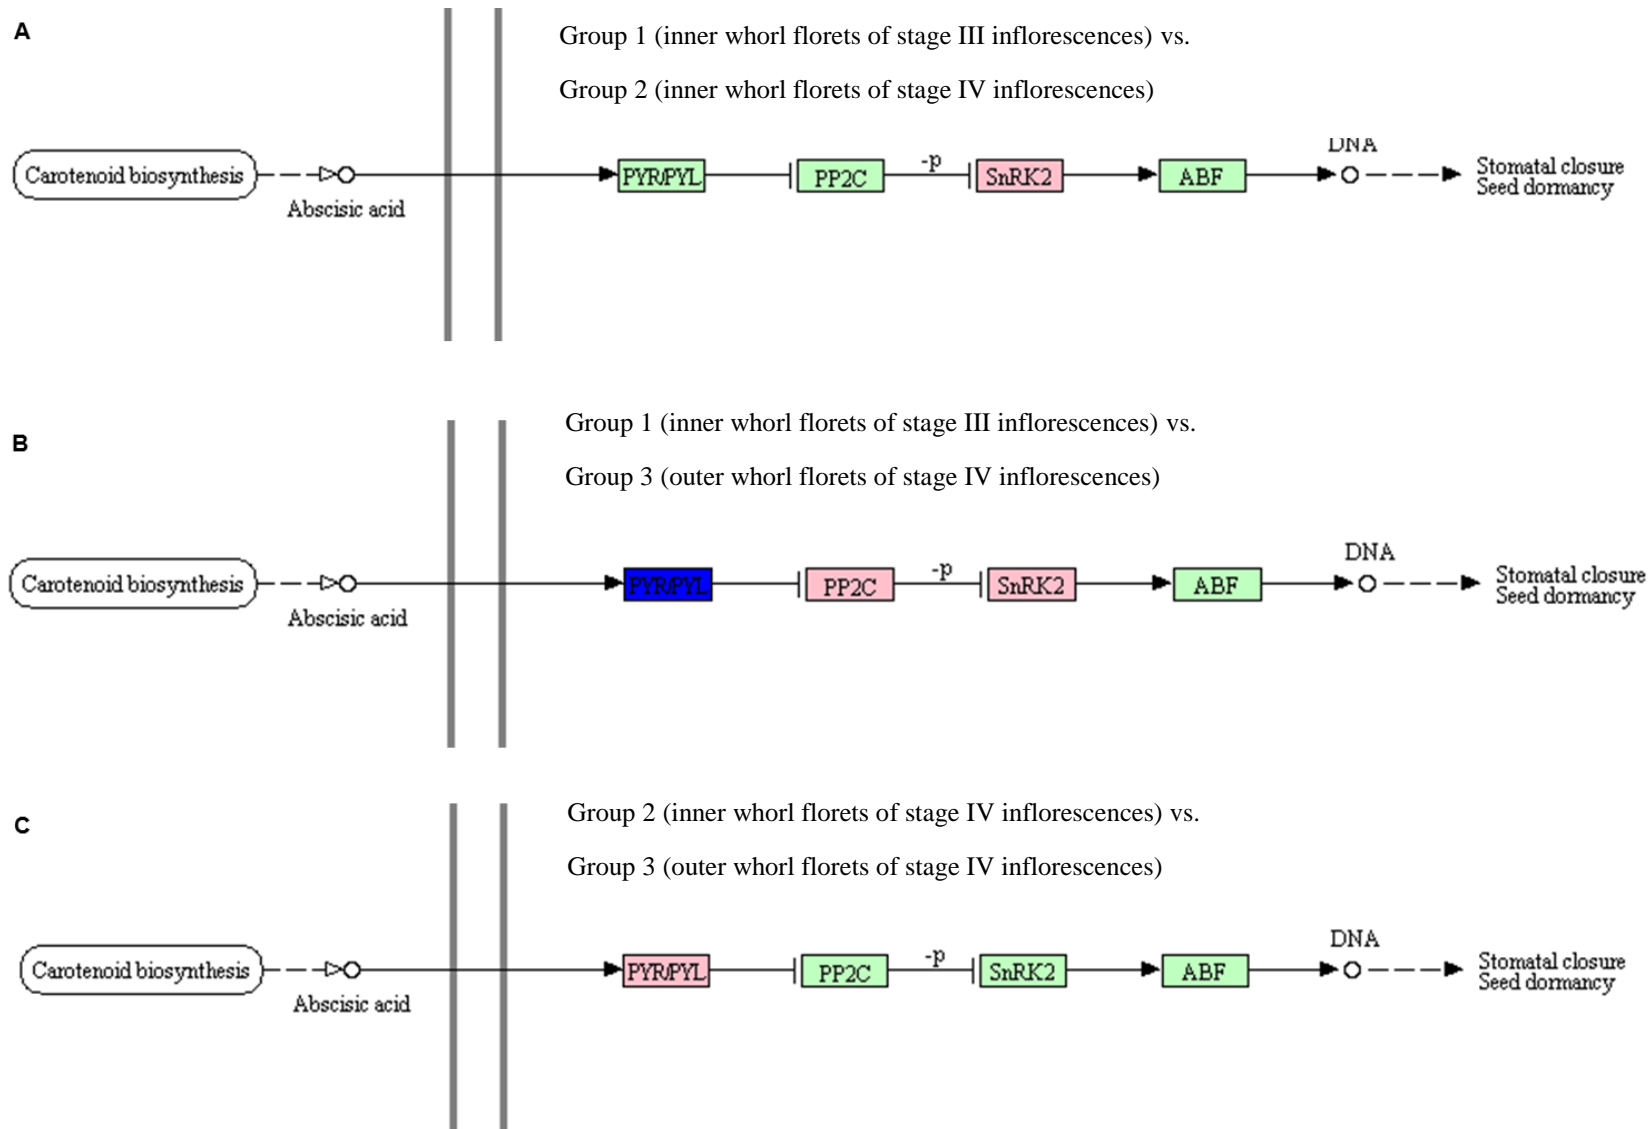 A
Group 1 (inner whorl florets of stage III inflorescences) vs.
Group 2 (inner whorl florets of stage IV inflorescences)
Carotenoid biosynthesis
Abscisic acid
PYR/PYL
PP2C
-p
SnRK2
ABF
DNA
Stomatal closure
Seed dormancy
B
Group 1 (inner whorl florets of stage III inflorescences) vs.
Group 3 (outer whorl florets of stage IV inflorescences)
Carotenoid biosynthesis
Abscisic acid
PYR/PYL
PP2C
-p
SnRK2
ABF
DNA
Stomatal closure
Seed dormancy
C
Group 2 (inner whorl florets of stage IV inflorescences) vs.
Group 3 (outer whorl florets of stage IV inflorescences)
Carotenoid biosynthesis
Abscisic acid
PYR/PYL
PP2C
-p
SnRK2
ABF
DNA
Stomatal closure
Seed dormancy